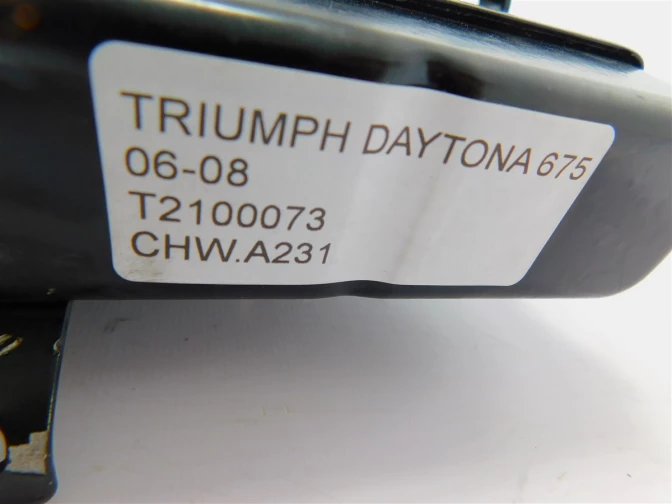 TRIUMPH DAYTONA 675
06-08
T2100073
CHW.A231